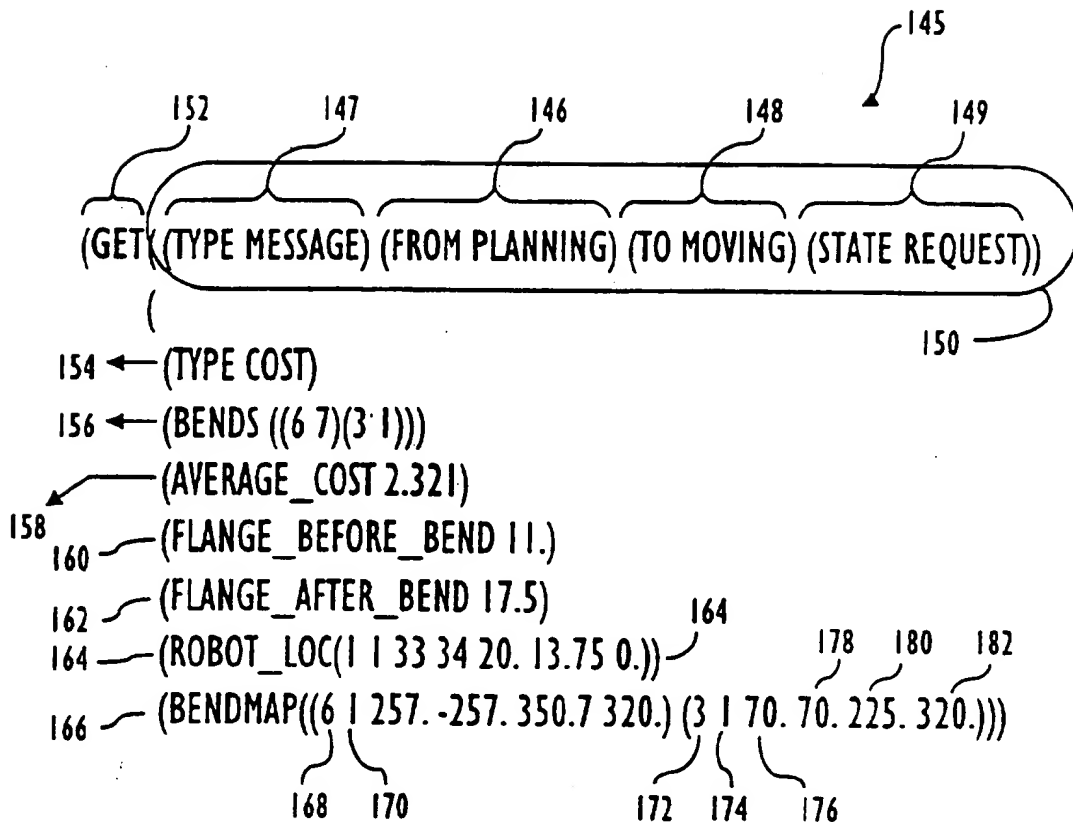 145
152 147 146 148 149
(GET ((TYPE MESSAGE) (FROM PLANNING) (TO MOVING) (STATE REQUEST))
(
150
154 (TYPE COST)
156 (BENDS ((6 7)(3 1)))
(AVERAGE_COST 2.321)
158
160 (FLANGE_BEFORE_BEND 11.)
162 (FLANGE_AFTER_BEND 17.5)
164 (ROBOT_LOC(1 1 33 34 20. 13.75 0.)) 164
178 180 182
166 (BENDMAP((6 1 257. -257. 350.7 320.) (3 1 70. 70. 225. 320.)))
168 170 172 174 176